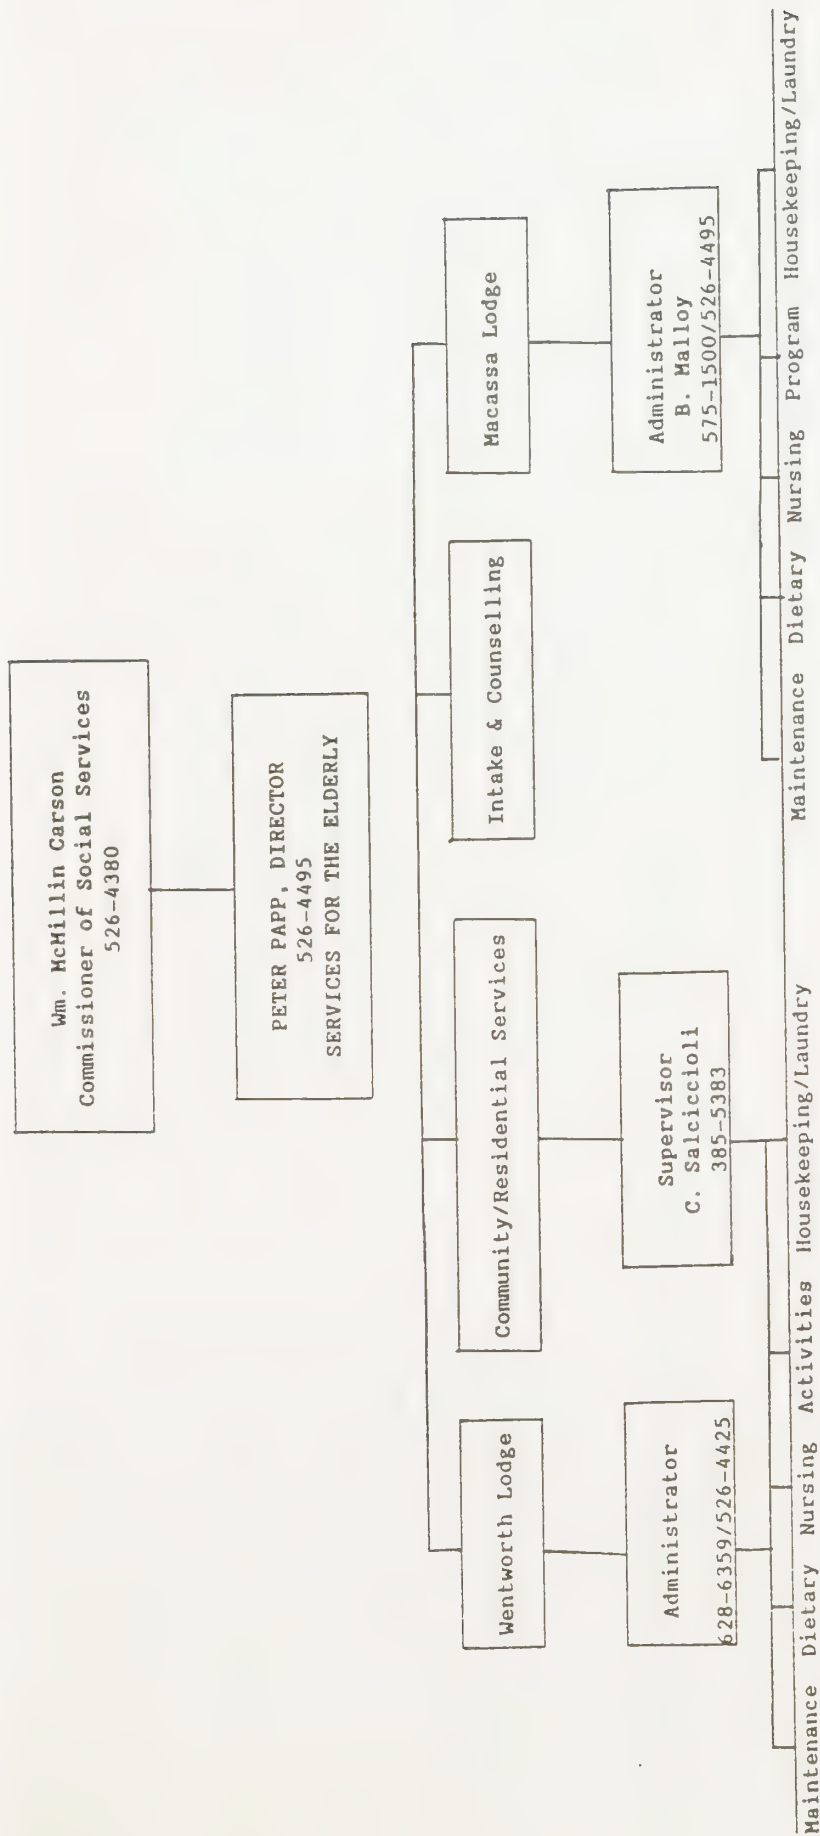 Wm. McMillin Carson
Commissioner of Social Services
526-4380
PETER PAPP, DIRECTOR
526-4495
SERVICES FOR THE ELDERLY
Wentworth Lodge
Community/Residential Services
Intake & Counselling
Macassa Lodge
Administrator
628-6359/526-4425
Supervisor
C. Salciccioli
385-5383
Administrator
B. Malloy
575-1500/526-4495
Maintenance Dietary Nursing Activities Housekeeping/Laundry
Maintenance Dietary Nursing Program Housekeeping/Laundry